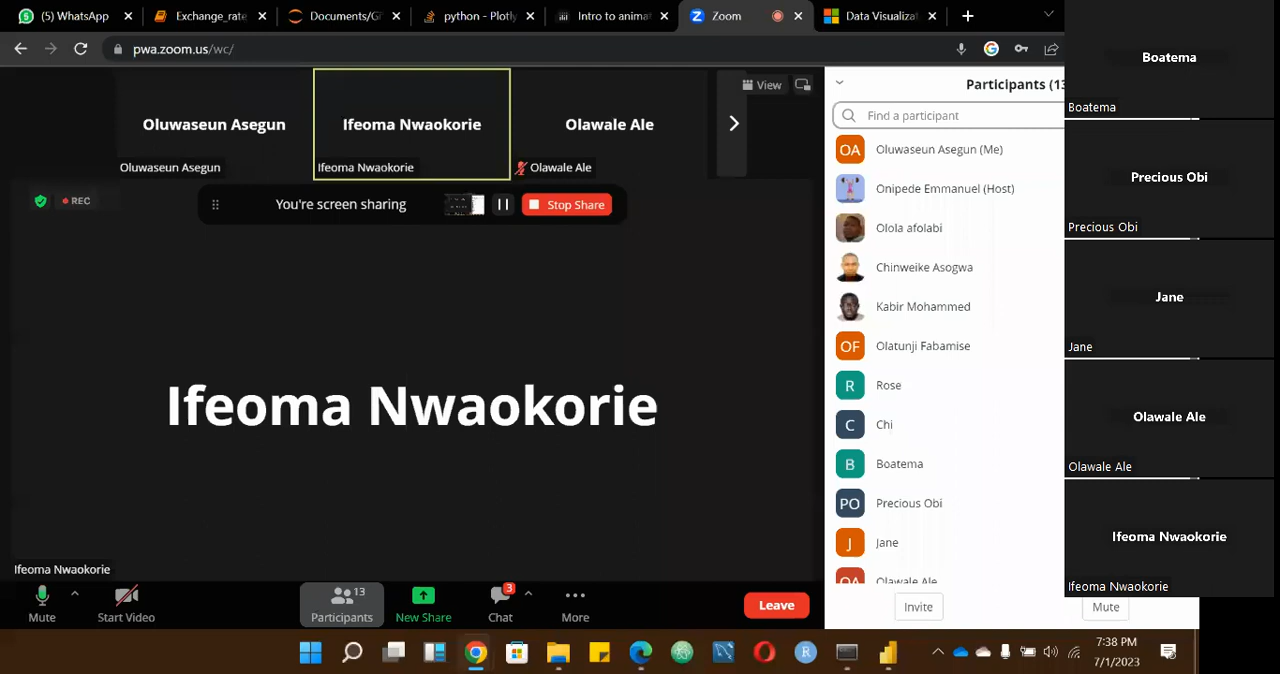 (5) WhatsApp
Exchange_rate
Documents/G
python - Plotly
Intro to animat
Zoom
Data Visualiza
pwa.zoom.us/wc/
Oluwaseun Asegun
Oluwaseun Asegun
Ifeoma Nwaokorie
Ifeoma Nwaokorie
Olawale Ale
Olawale Ale
View
REC
You're screen sharing
Stop Share
Ifeoma Nwaokorie
Ifeoma Nwaokorie
Participants (13
Find a participant
OA Oluwaseun Asegun (Me)
Onipede Emmanuel (Host)
Olola afolabi
Chinweike Asogwa
Kabir Mohammed
OF Olatunji Fabamise
R Rose
C Chi
B Boatema
PO Precious Obi
J Jane
OA Olawale Ale
Invite
Mute
Boatema
Boatema
Precious Obi
Precious Obi
Jane
Jane
Olawale Ale
Olawale Ale
Ifeoma Nwaokorie
Ifeoma Nwaokorie
Mute
Start Video
13
Participants
New Share
3
Chat
More
Leave
R
7:38 PM
7/1/2023